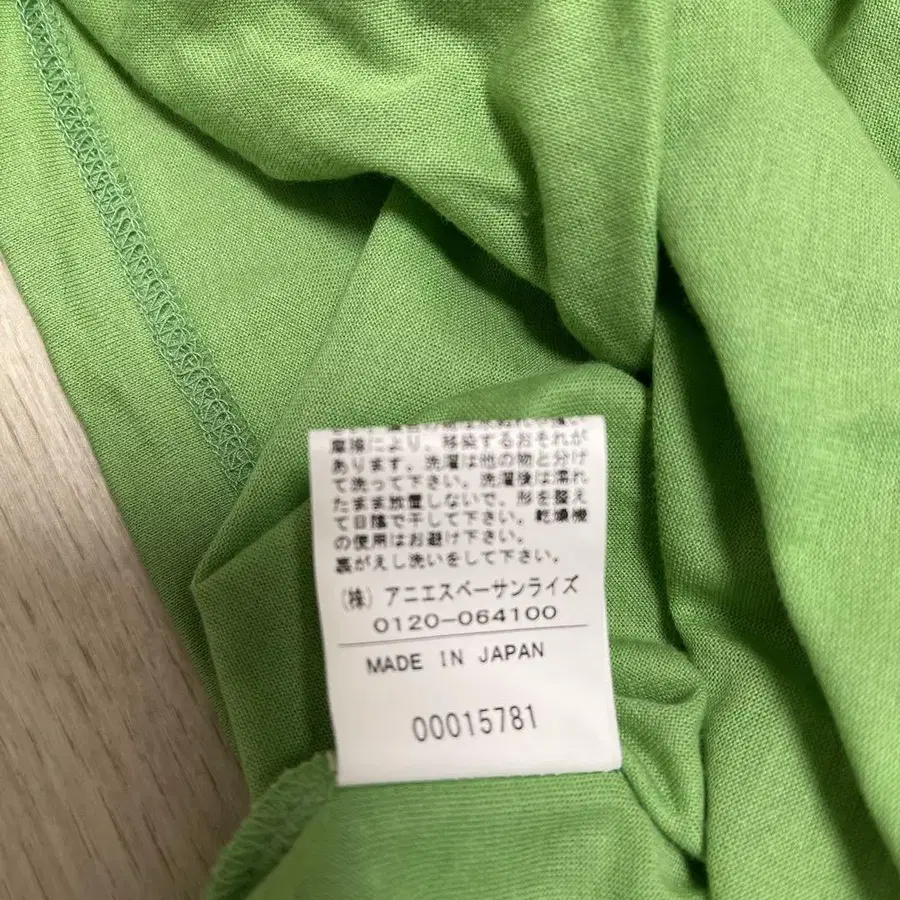 摩擦により、移染するおそれが
あります。洗濯は他の物と分け
て洗って下さい。洗濯後は濡れ
たまま放置しないで、形を整え
て日陰で干して下さい。乾燥機
の使用はお避け下さい。
裏がえし洗いをして下さい。
(株) アニエスベーサンライズ
0120-064100
MADE IN JAPAN
00015781